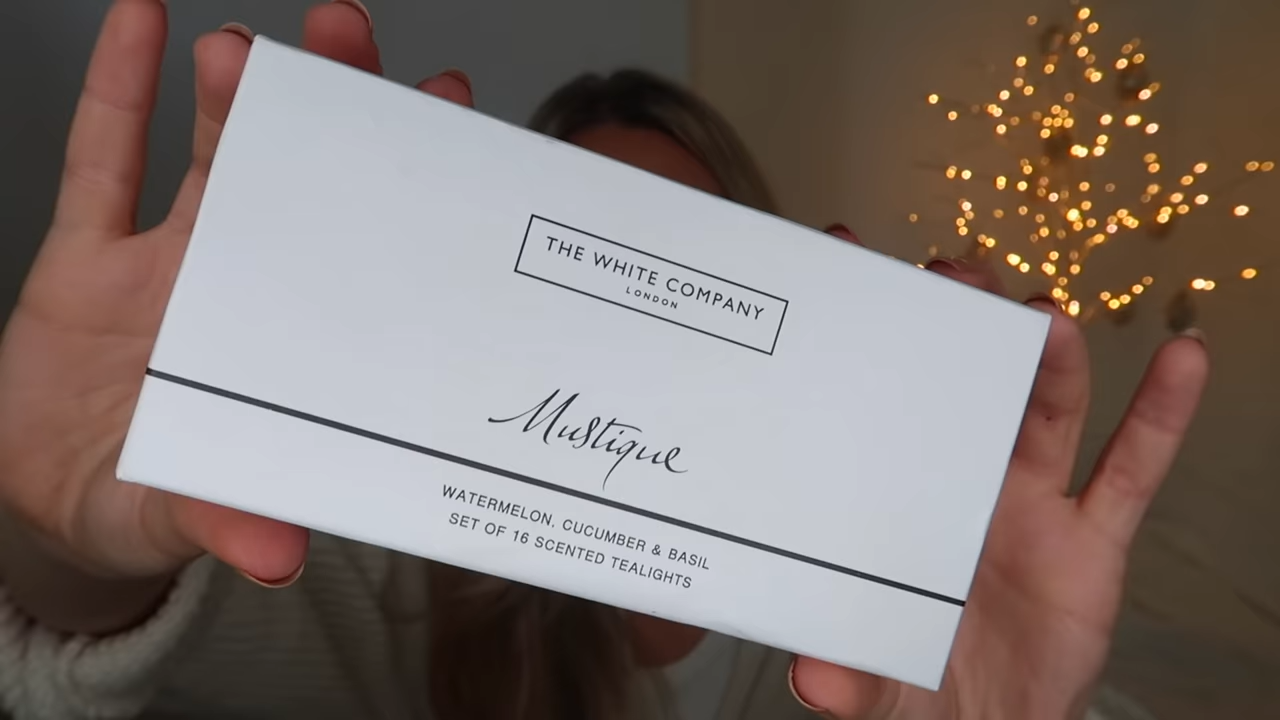 THE WHITE COMPANY
LONDON
Mustique
WATERMELON. CUCUMBER & BASIL
SET OF 16 SCENTED TEALIGHTS